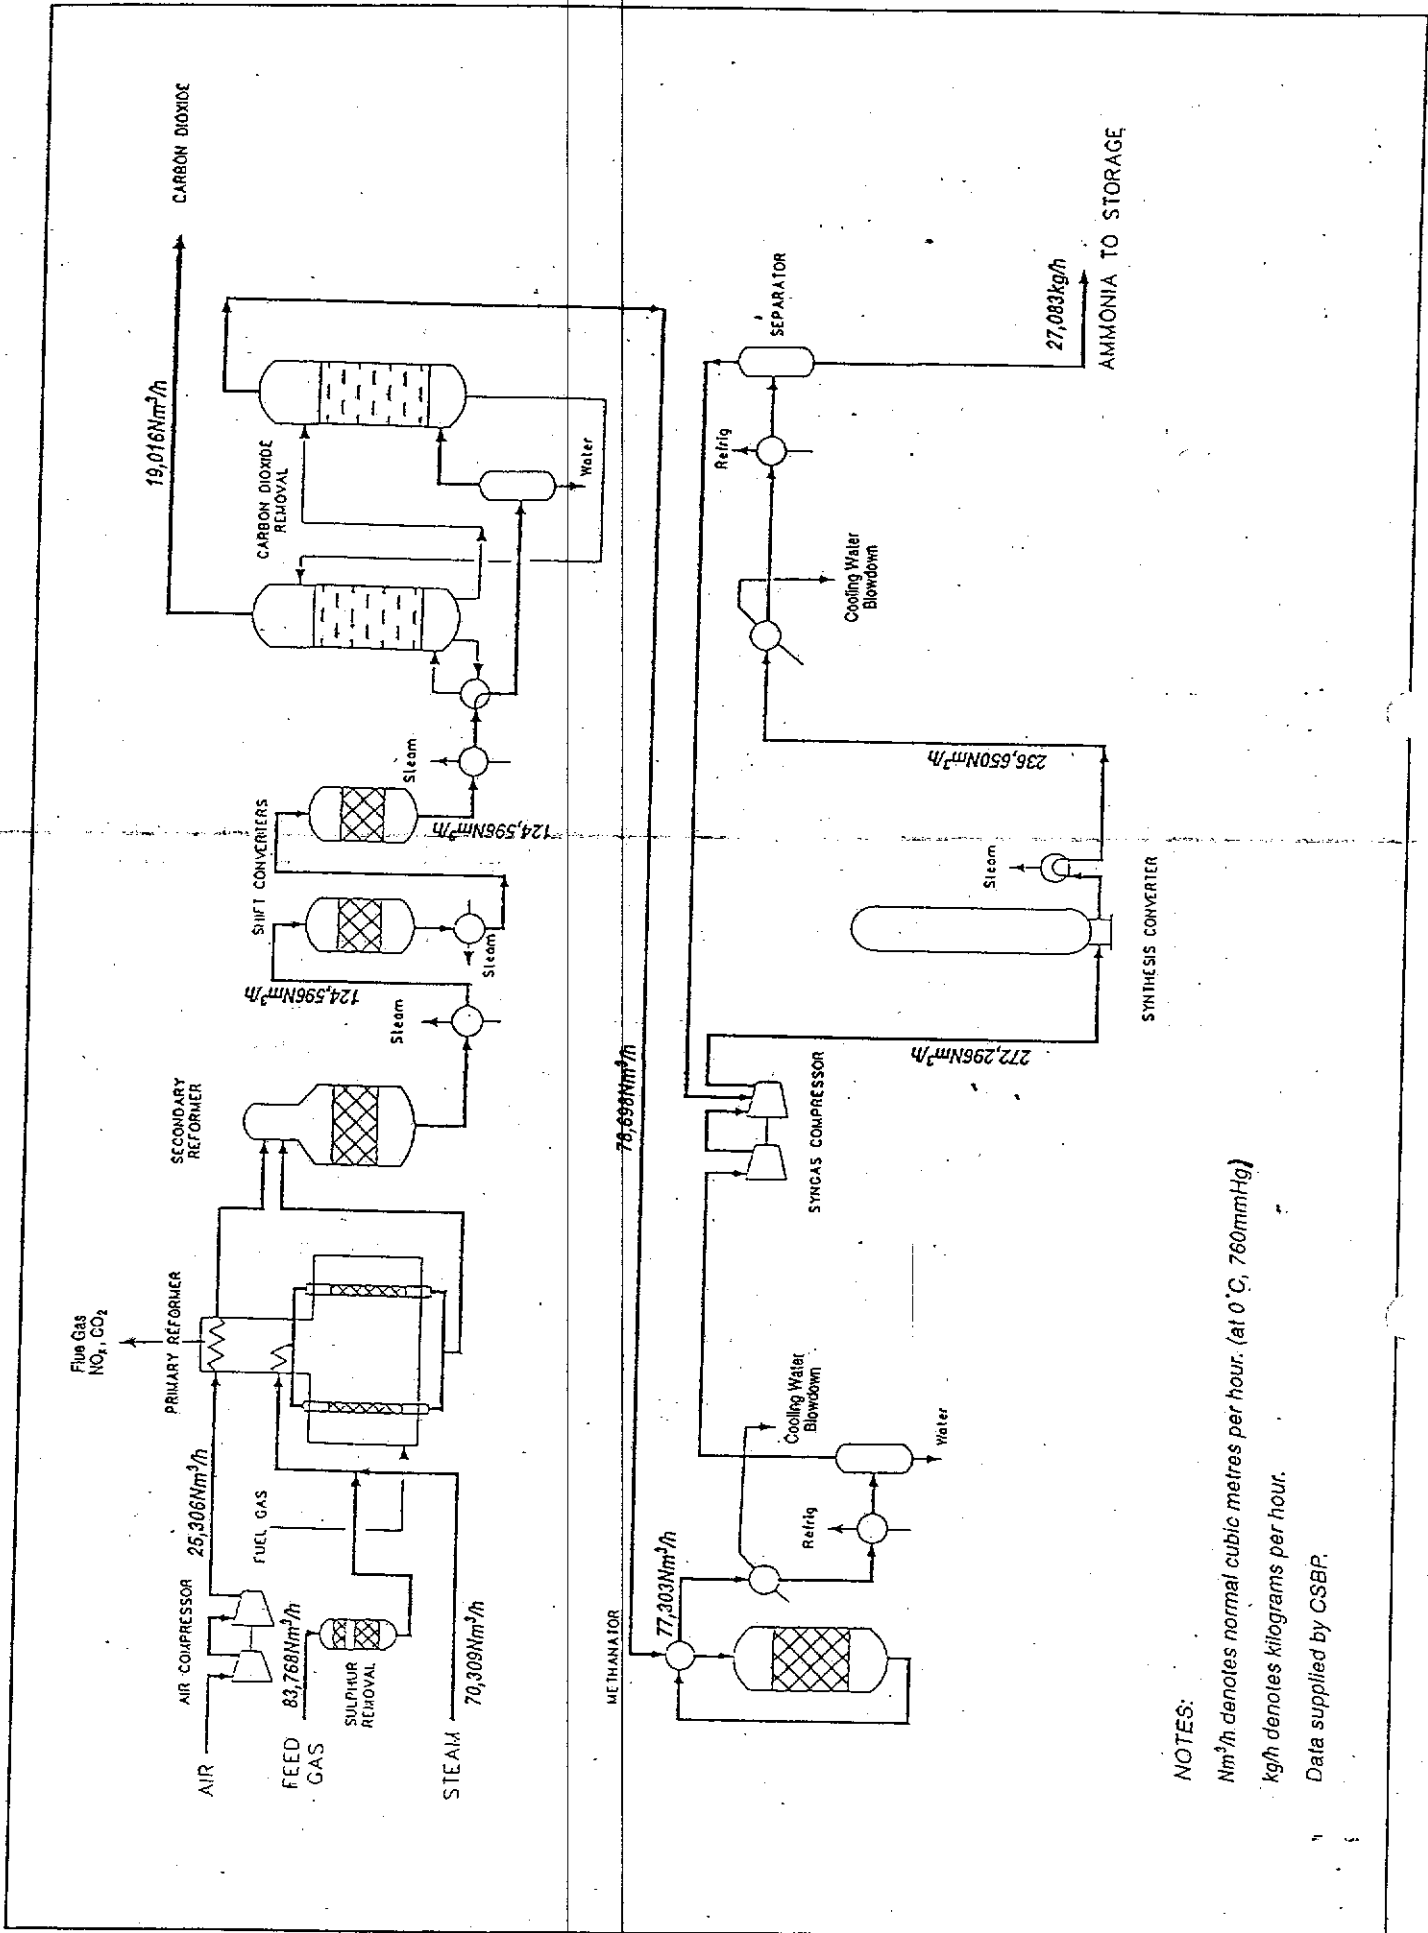 AIR
AIR COMPRESSOR
25,306Nm³/h
FEED
GAS
83,768Nm³/h
SULPHUR
REMOVAL
FUEL GAS
STEAM
70,309Nm³/h
Flue Gas
NOₓ, CO₂
PRIMARY REFORMER
SECONDARY
REFORMER
Steam
124,596Nm³/h
SHIFT CONVERTERS
Steam
124,596Nm³/h
Steam
CARBON DIOXIDE
REMOVAL
19,016Nm³/h
CARBON DIOXIDE
Water
78,698Nm³/h
METHANATOR
77,303Nm³/h
Cooling Water
Blowdown
Refrig
Water
SYNGAS COMPRESSOR
272,296Nm³/h
SYNTHESIS CONVERTER
Steam
236,650Nm³/h
Cooling Water
Blowdown
Refrig
SEPARATOR
27,083kg/h
AMMONIA TO STORAGE
NOTES:
Nm³/h denotes normal cubic metres per hour. (at 0°C, 760mmHg)
kg/h denotes kilograms per hour.
Data supplied by CSBP.